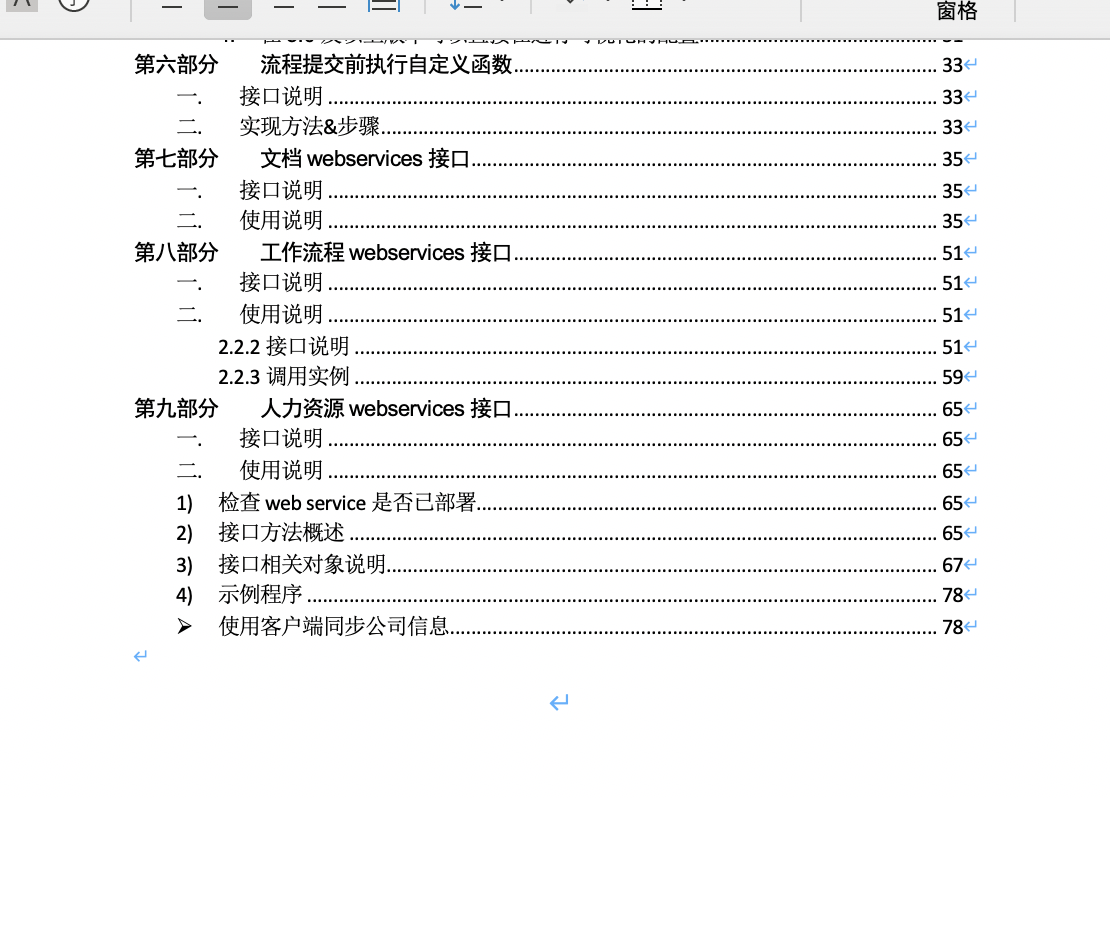 窗格
第六部分 流程提交前执行自定义函数 33
一. 接口说明 33
二. 实现方法&步骤 33
第七部分 文档 webservices 接口 35
一. 接口说明 35
二. 使用说明 35
第八部分 工作流程 webservices 接口 51
一. 接口说明 51
二. 使用说明 51
2.2.2 接口说明 51
2.2.3 调用实例 59
第九部分 人力资源 webservices 接口 65
一. 接口说明 65
二. 使用说明 65
1) 检查 web service 是否已部署 65
2) 接口方法概述 65
3) 接口相关对象说明 67
4) 示例程序 78
➢ 使用客户端同步公司信息 78